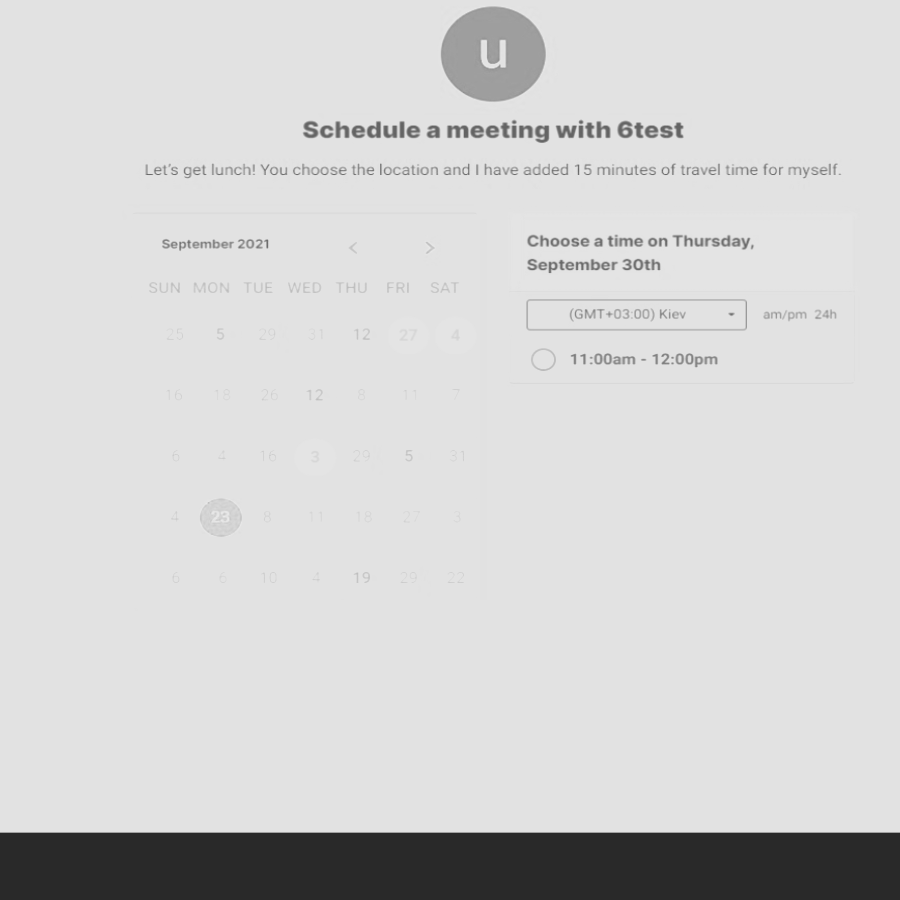 u
Schedule a meeting with 6test
Let's get lunch! You choose the location and I have added 15 minutes of travel time for myself.
September 2021 < >
SUN MON TUE WED THU FRI SAT
25 5 29 31 12 27 4
16 18 26 12 8 11 7
6 4 16 3 29 5 31
4 23 8 11 18 27 3
6 6 10 4 19 29 22
Choose a time on Thursday,
September 30th
(GMT+03:00) Kiev am/pm 24h
11:00am - 12:00pm